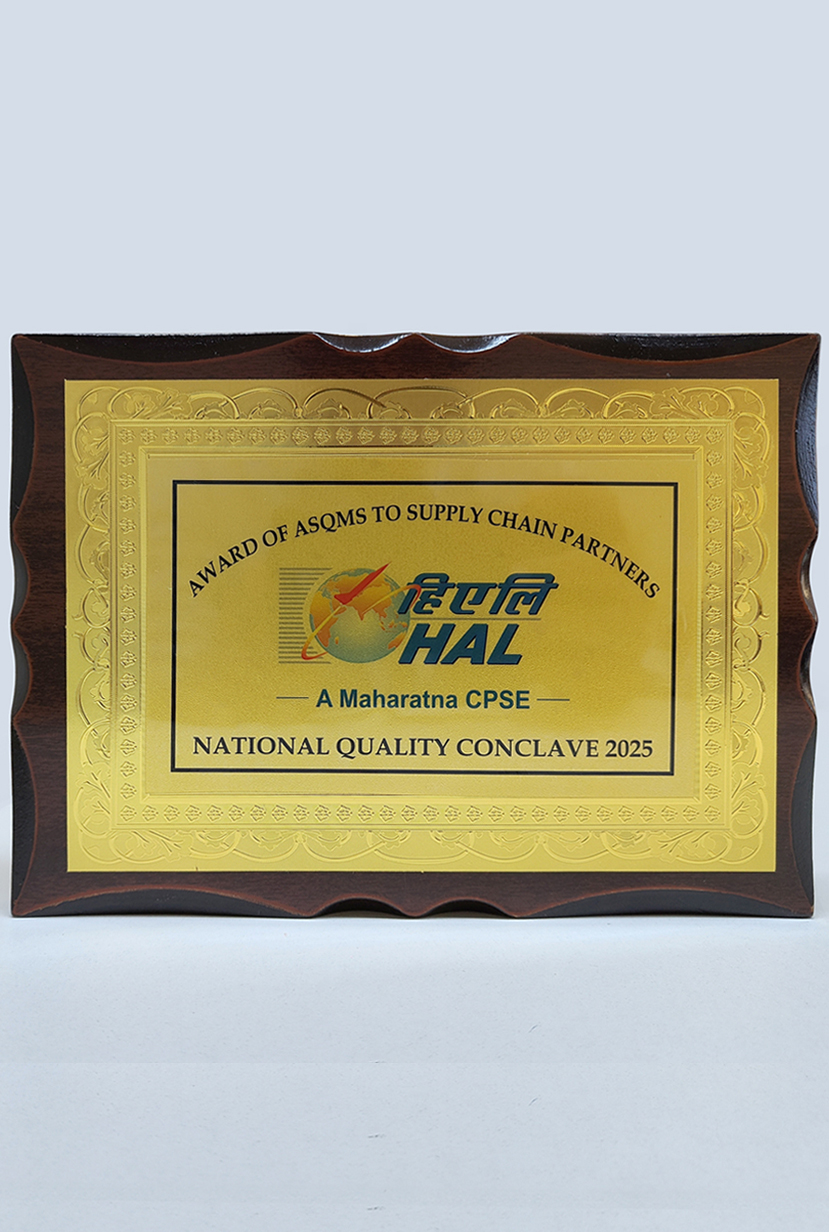 AWARD OF ASQMS TO SUPPLY CHAIN PARTNERS
हिएलि
HAL
A Maharatna CPSE
NATIONAL QUALITY CONCLAVE 2025